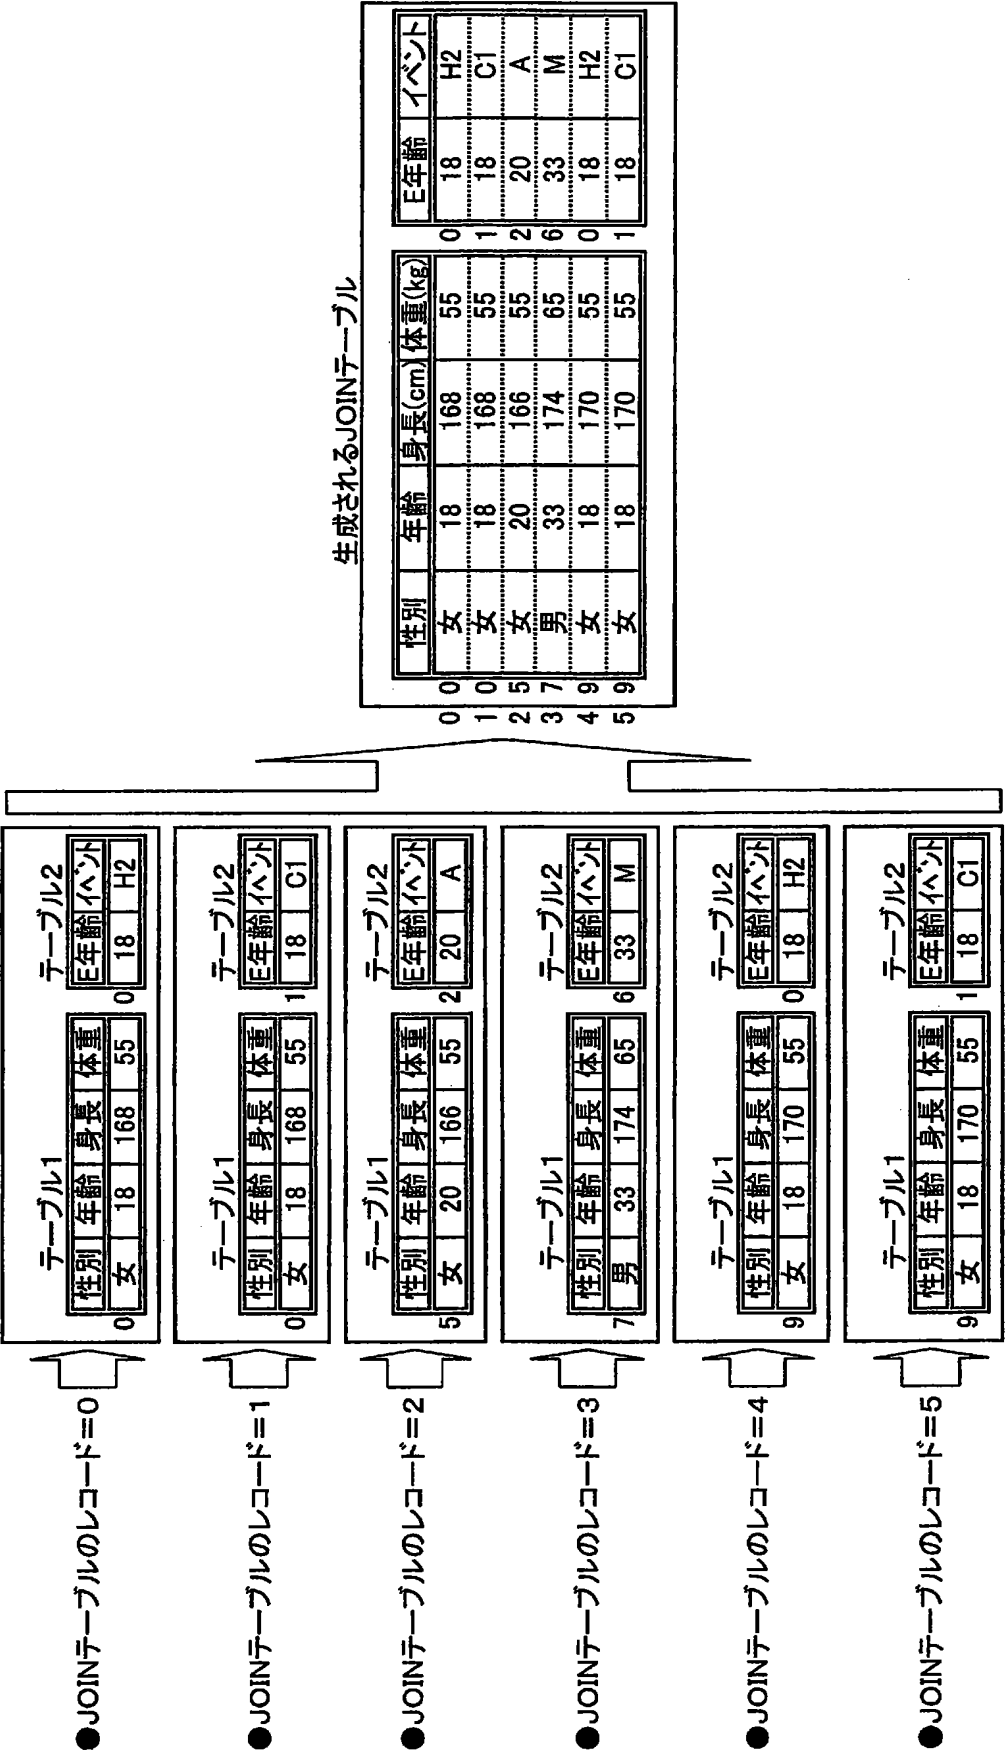 ●JOINテーブルのレコード=0
テーブル1 テーブル2
性別 年齢 身長 体重 E年齢 イベント
0 女 18 168 55 0 18 H2
●JOINテーブルのレコード=1
テーブル1 テーブル2
性別 年齢 身長 体重 E年齢 イベント
0 女 18 168 55 1 18 C1
●JOINテーブルのレコード=2
テーブル1 テーブル2
性別 年齢 身長 体重 E年齢 イベント
5 女 20 166 55 2 20 A
●JOINテーブルのレコード=3
テーブル1 テーブル2
性別 年齢 身長 体重 E年齢 イベント
7 男 33 174 65 6 33 M
●JOINテーブルのレコード=4
テーブル1 テーブル2
性別 年齢 身長 体重 E年齢 イベント
9 女 18 170 55 0 18 H2
●JOINテーブルのレコード=5
テーブル1 テーブル2
性別 年齢 身長 体重 E年齢 イベント
9 女 18 170 55 1 18 C1
生成されるJOINテーブル
性別 年齢 身長(cm) 体重(kg) E年齢 イベント
0 0 女 18 168 55 0 18 H2
1 0 女 18 168 55 1 18 C1
2 5 女 20 166 55 2 20 A
3 7 男 33 174 65 6 33 M
4 9 女 18 170 55 0 18 H2
5 9 女 18 170 55 1 18 C1